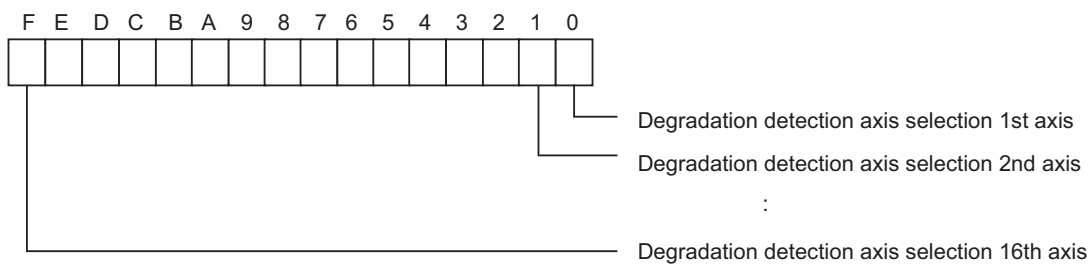 F E D C B A 9 8 7 6 5 4 3 2 1 0
Degradation detection axis selection 1st axis
Degradation detection axis selection 2nd axis
:
Degradation detection axis selection 16th axis